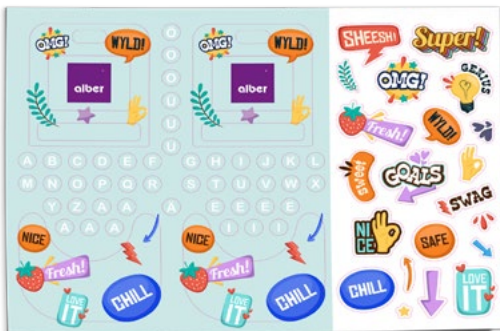 OMG!
WYLD!
alber
O
O
O
U
U
U
OMG!
WYLD!
alber
A B C D E F
G H I J K L
M N O P Q R
S T U V W X
Y Z A A
A
E E E E
A A A
I I I
NICE
Fresh!
LOVE IT
CHILL
NICE
Fresh!
LOVE IT
CHILL
SHEESH!
Super!
OMG!
GENIUS
Fresh!
WYLD!
sweet
GOALS
SWAG
NICE
SAFE
CHILL
LOVE IT